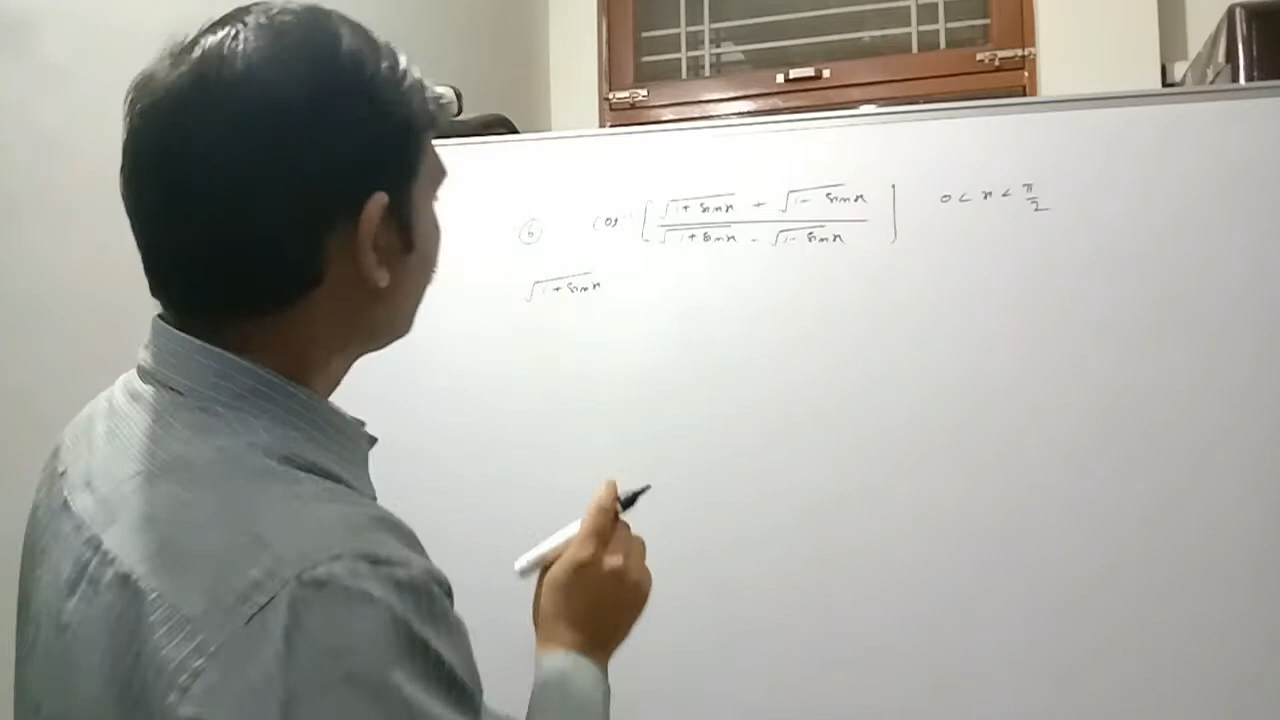 (6) cot⁻¹ [ (√(1 + sin x) + √(1 - sin x)) / (√(1 + sin x) - √(1 - sin x)) ] 0 < x < π/2
√(1 + sin x)